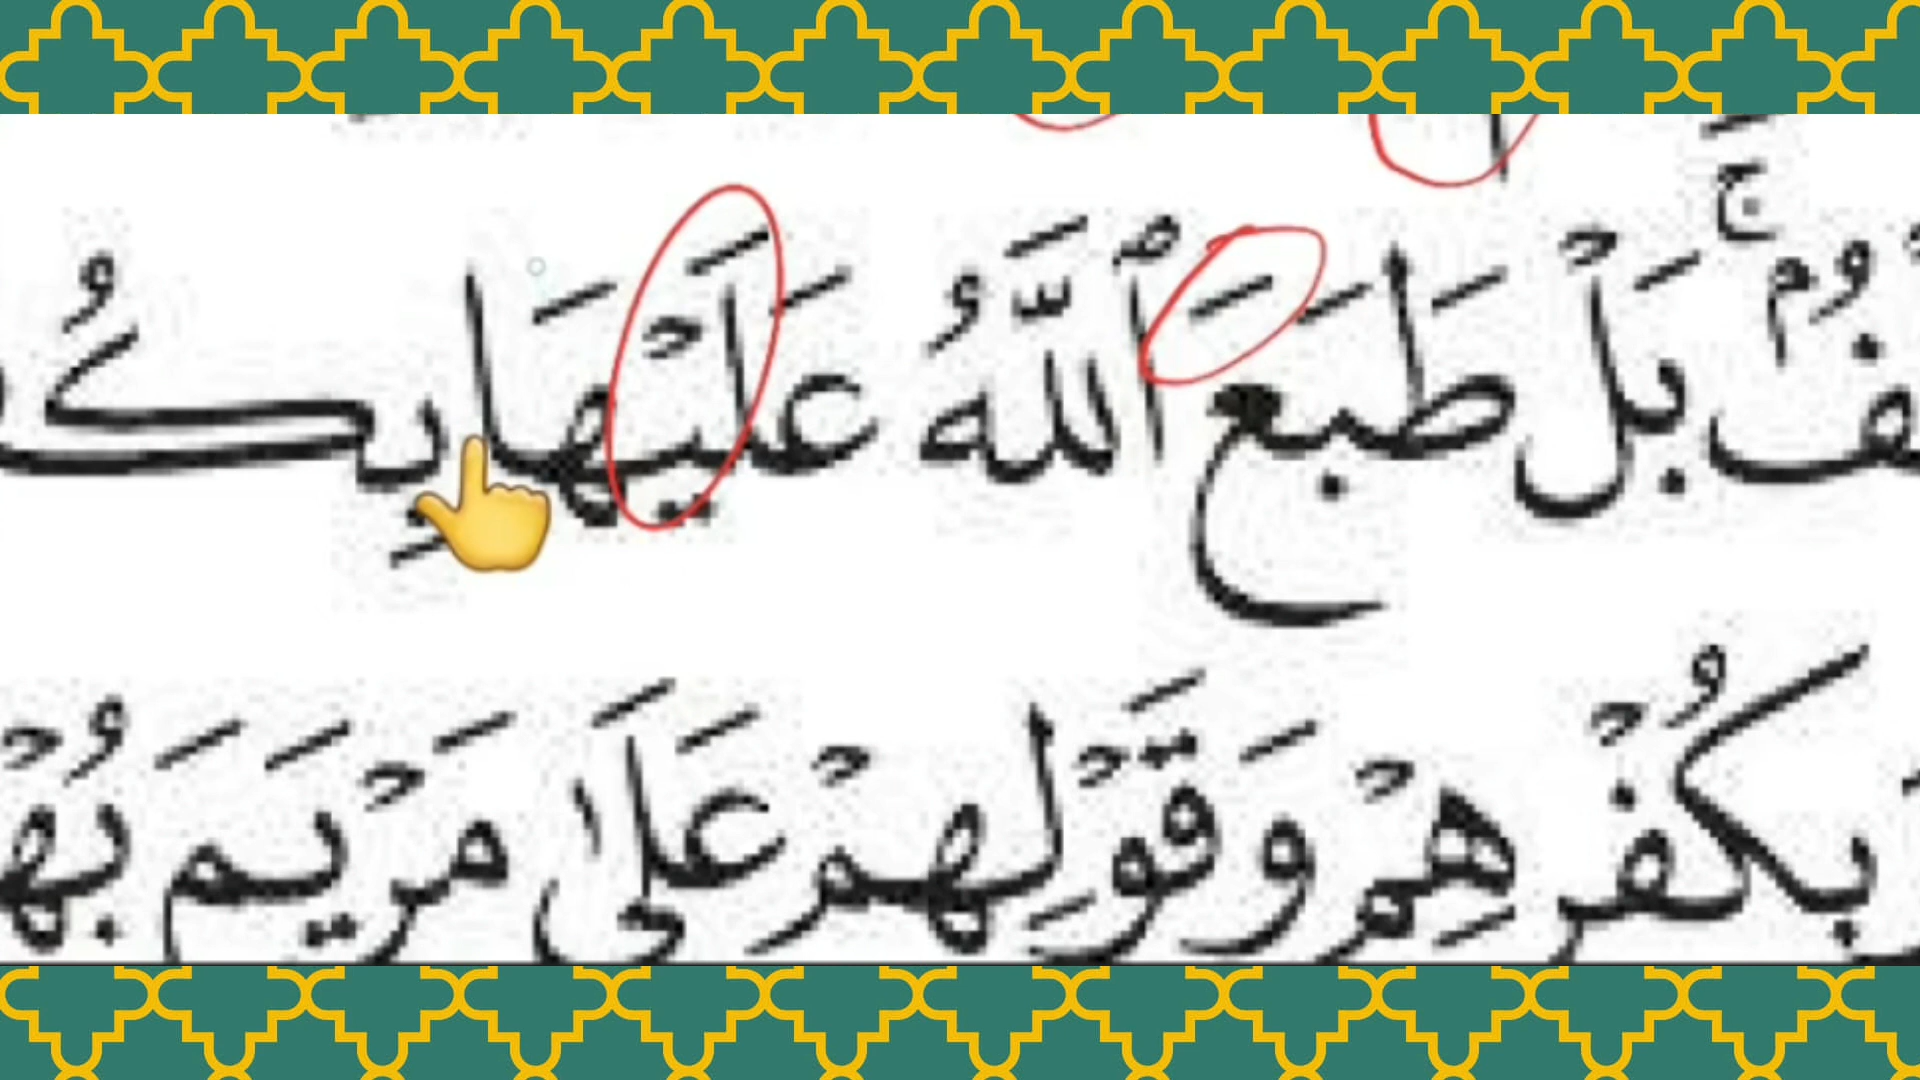 فُۢ بَلْ طَبَعَ ٱللَّهُ عَلَيْهَا بِكُ
بِكُفْرِهِمْ وَقَوْلِهِمْ عَلَىٰ مَرْيَمَ بُهْ